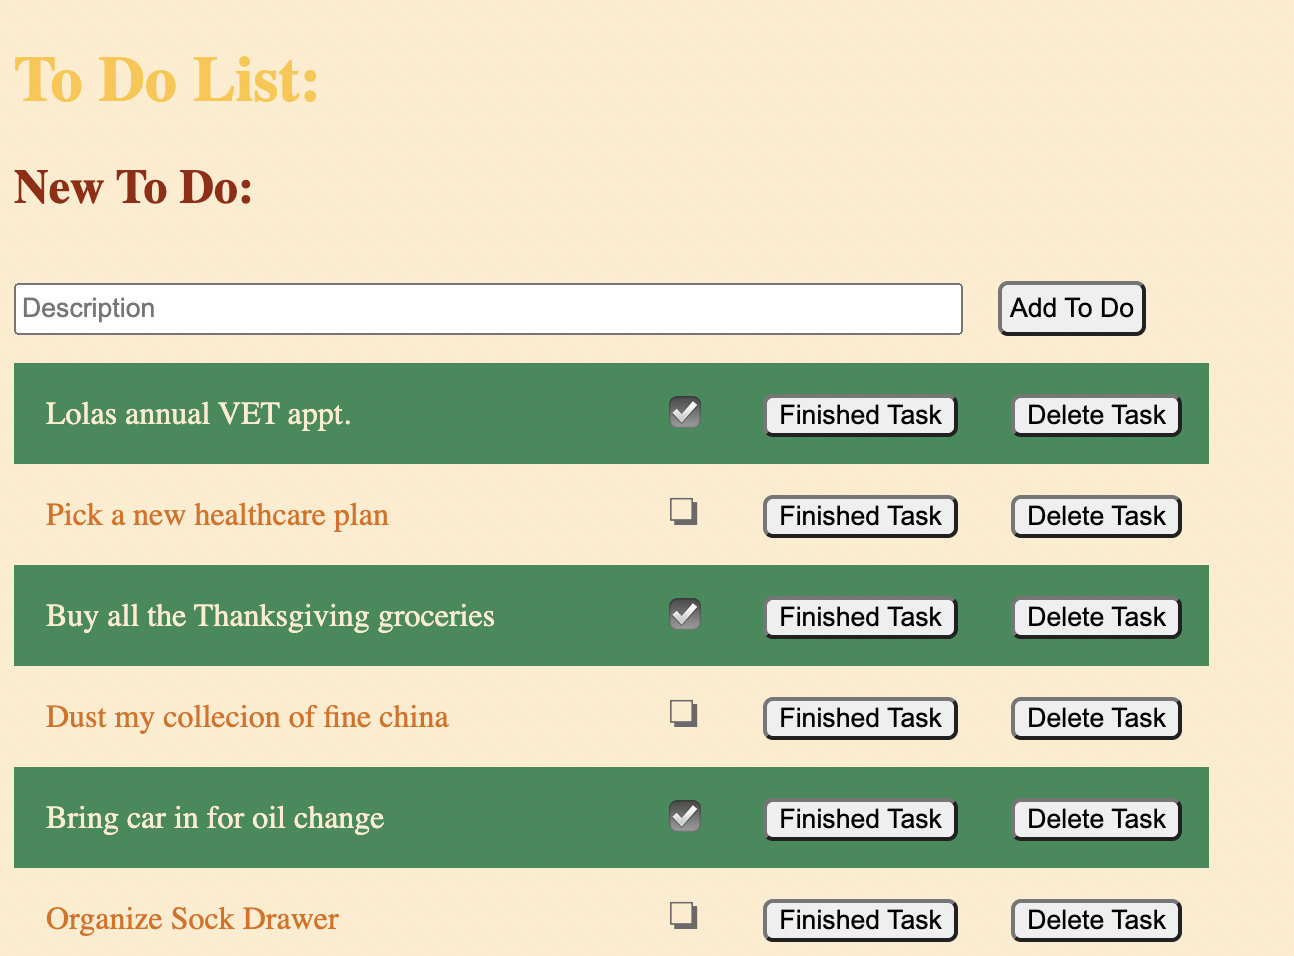 To Do List:
New To Do:
Description Add To Do
Lolas annual VET appt. Finished Task Delete Task
Pick a new healthcare plan Finished Task Delete Task
Buy all the Thanksgiving groceries Finished Task Delete Task
Dust my collecion of fine china Finished Task Delete Task
Bring car in for oil change Finished Task Delete Task
Organize Sock Drawer Finished Task Delete Task